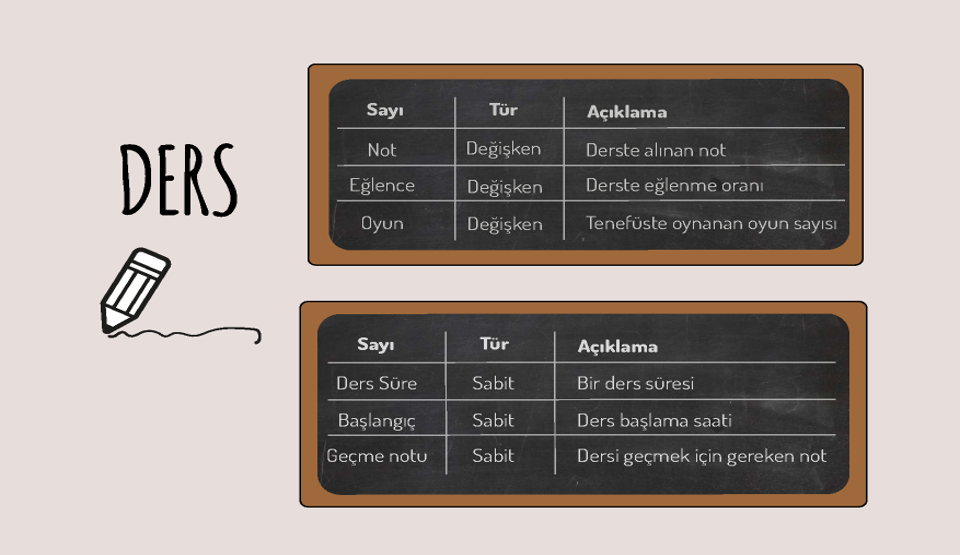 DERS
Sayı Tür Açıklama
Not Değişken Derste alınan not
Eğlence Değişken Derste eğlenme oranı
Oyun Değişken Tenefüste oynanan oyun sayısı
Sayı Tür Açıklama
Ders Süre Sabit Bir ders süresi
Başlangıç Sabit Ders başlama saati
Geçme notu Sabit Dersi geçmek için gereken not